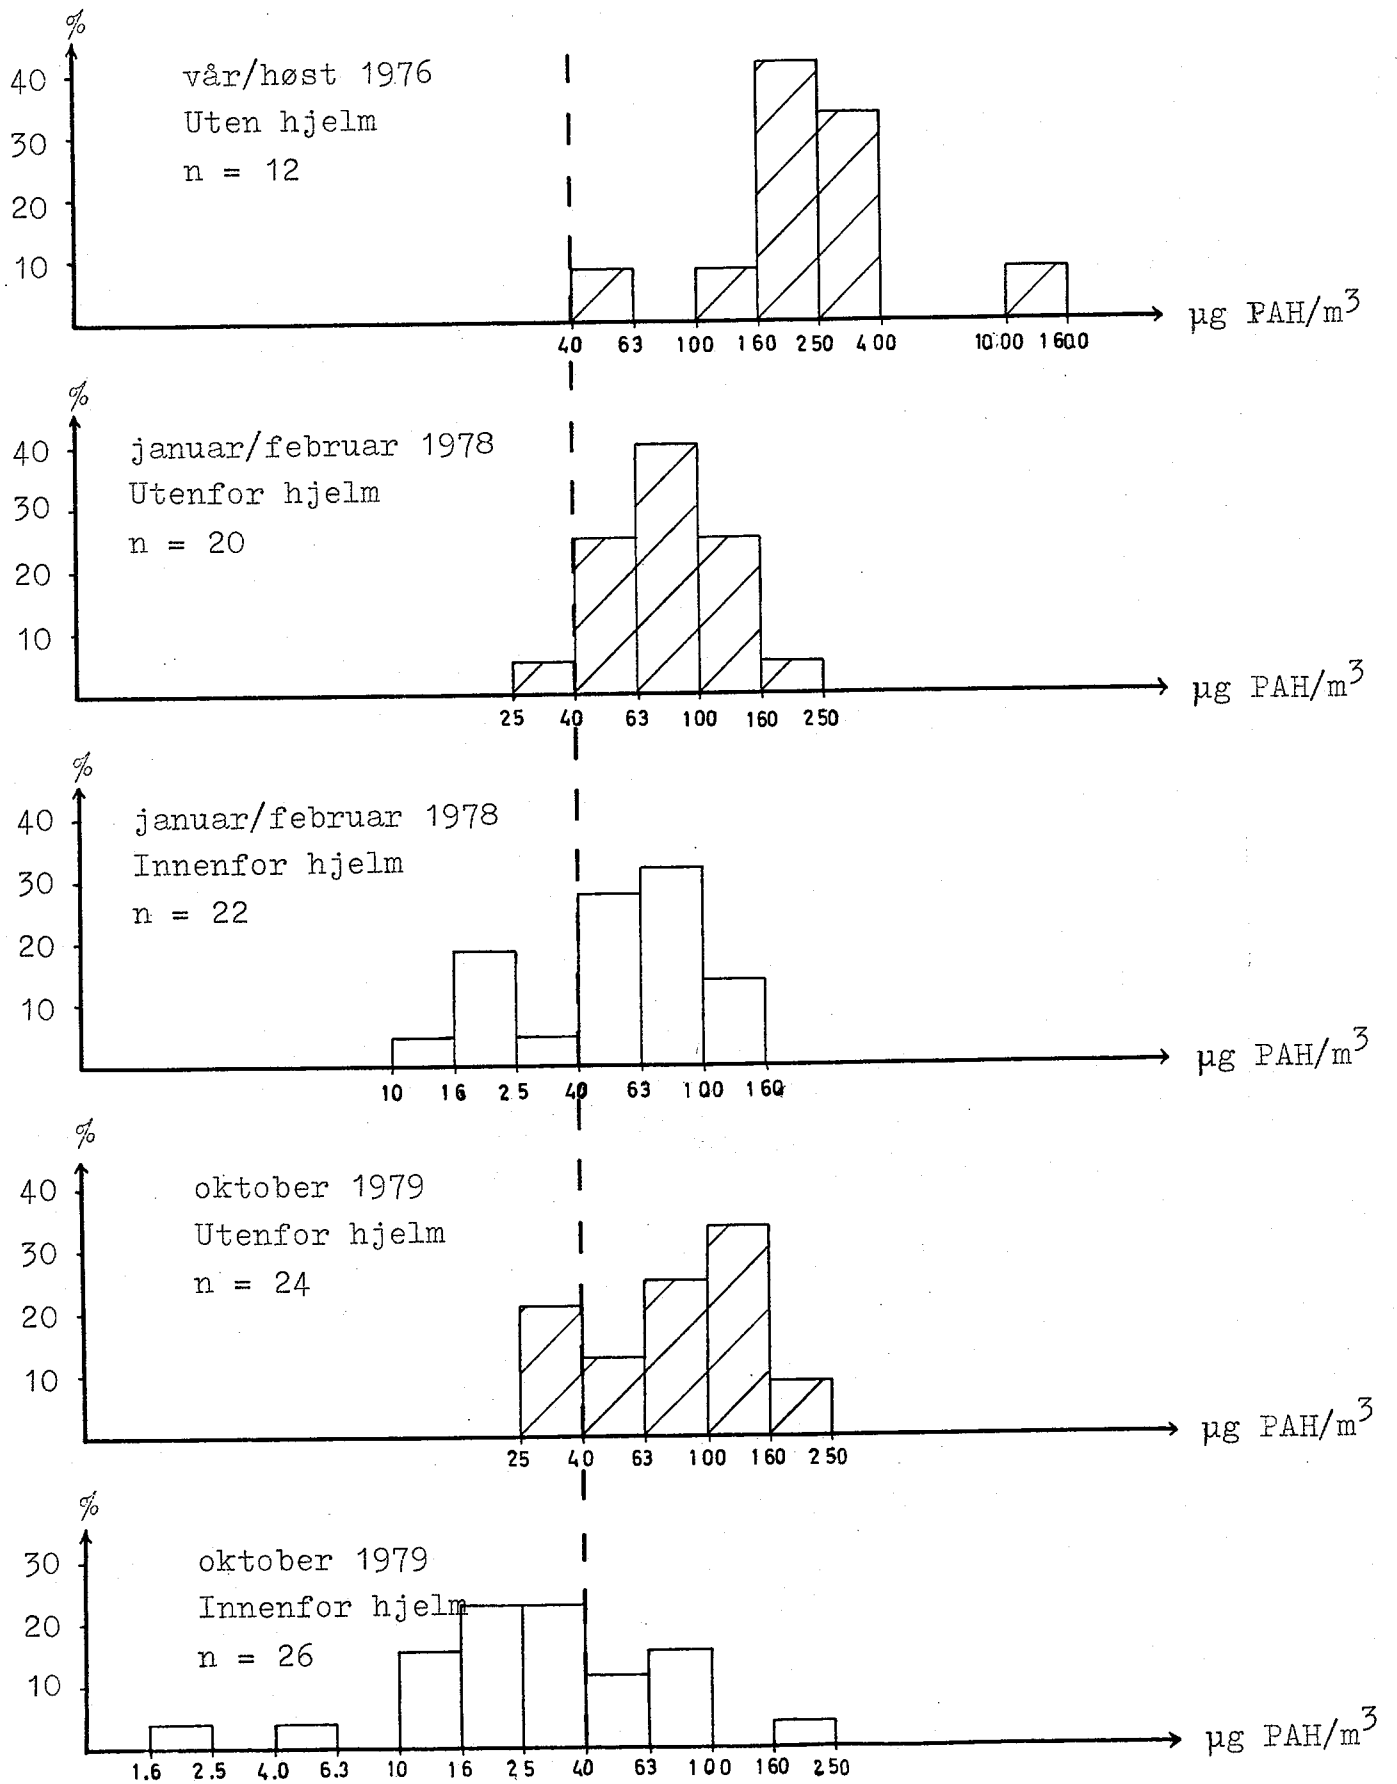 %
40
30
20
10
vår/høst 1976
Uten hjelm
n = 12
40 63 100 160 250 400 1000 1600
µg PAH/m³
%
40
30
20
10
januar/februar 1978
Utenfor hjelm
n = 20
25 40 63 100 160 250
µg PAH/m³
%
40
30
20
10
januar/februar 1978
Innenfor hjelm
n = 22
10 16 25 40 63 100 160
µg PAH/m³
%
40
30
20
10
oktober 1979
Utenfor hjelm
n = 24
25 40 63 100 160 250
µg PAH/m³
%
30
20
10
oktober 1979
Innenfor hjelm
n = 26
1.6 2.5 4.0 6.3 10 16 25 40 63 100 160 250
µg PAH/m³